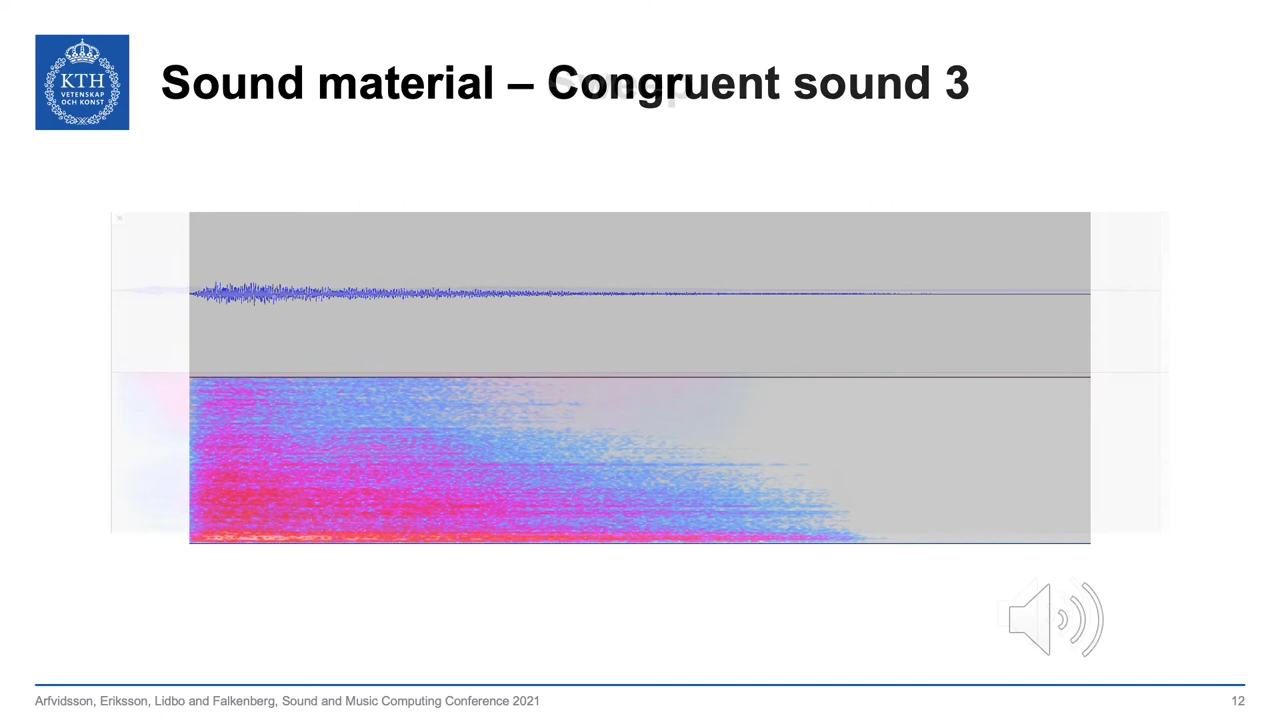 KTH
VETENSKAP
OCH KONST
Sound material – Congruent sound 3
Arfvidsson, Eriksson, Lidbo and Falkenberg, Sound and Music Computing Conference 2021
12